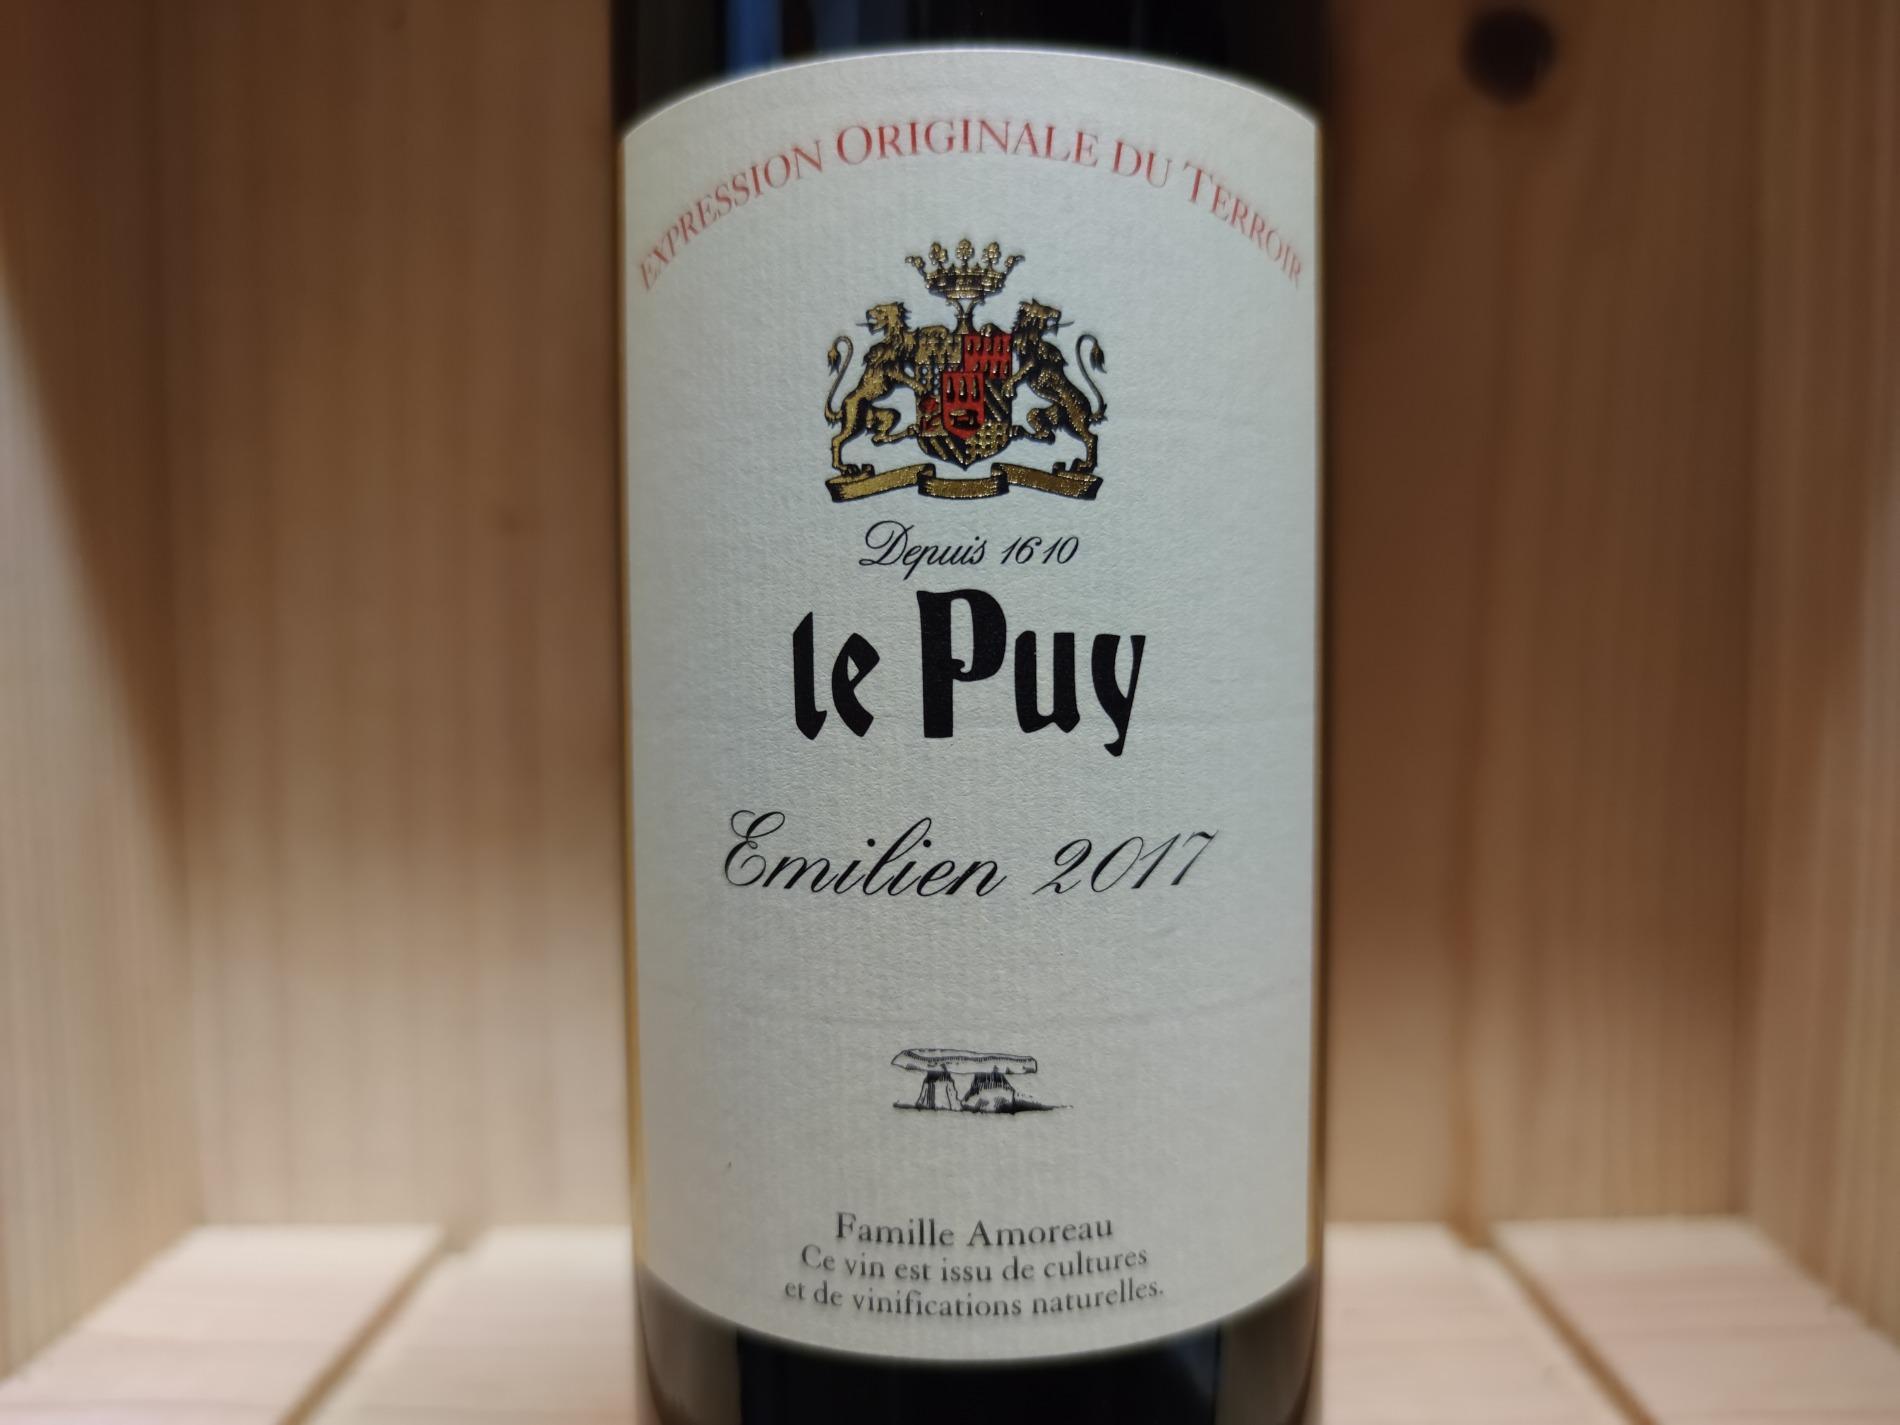 EXPRESSION ORIGINALE DU TERROIR
Depuis 1610
le Puy
Emilien 2017
Famille Amoreau
Ce vin est issu de cultures
et de vinifications naturelles.